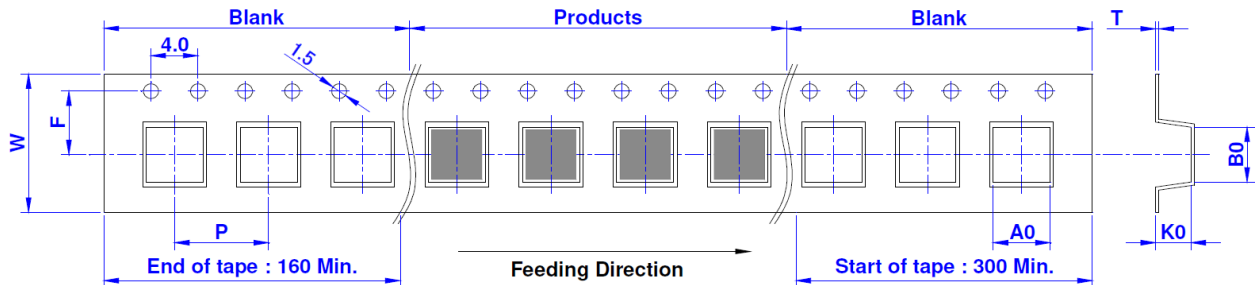 Blank
Products
Blank
T
4.0
1.5
W
F
B0
P
A0
K0
End of tape : 160 Min.
Feeding Direction
Start of tape : 300 Min.